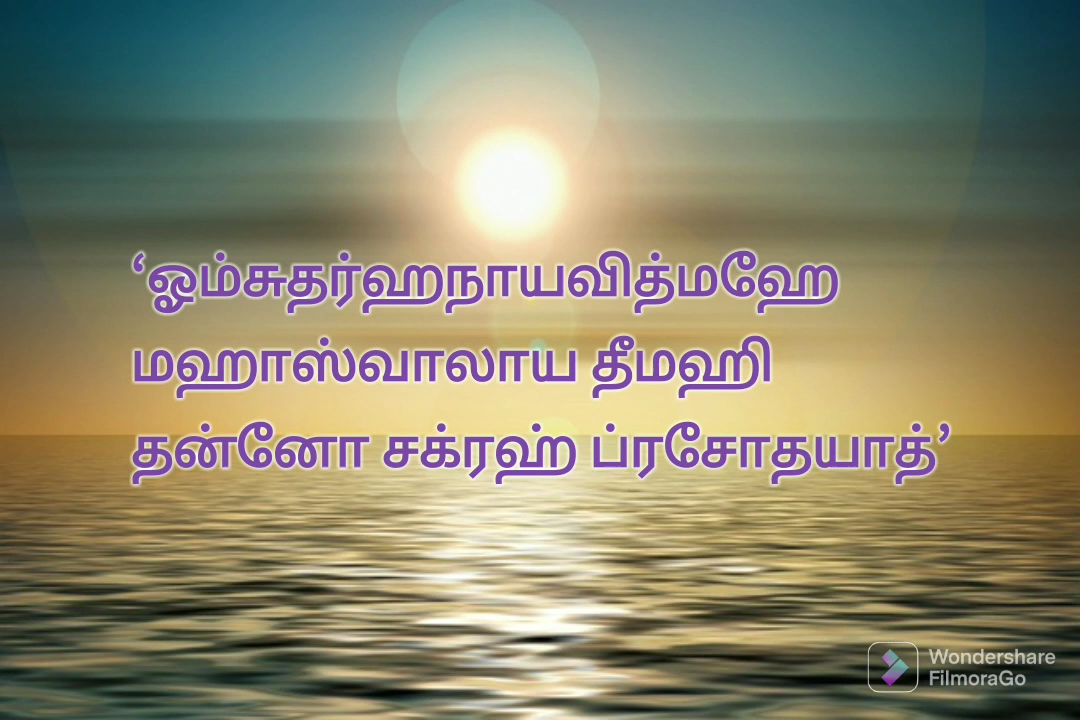 ‘ஓம்சுதர்ஹநாயவித்மஹே
மஹாஸ்வாலாய தீமஹி
தன்னோ சக்ரஹ் ப்ரசோதயாத்’
Wondershare
FilmoraGo